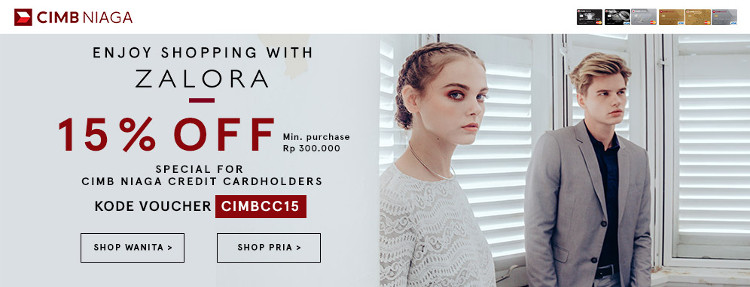 CIMB NIAGA
ENJOY SHOPPING WITH
ZALORA
15% OFF
Min. purchase
Rp 300.000
SPECIAL FOR
CIMB NIAGA CREDIT CARDHOLDERS
KODE VOUCHER CIMBCC15
SHOP WANITA >
SHOP PRIA >